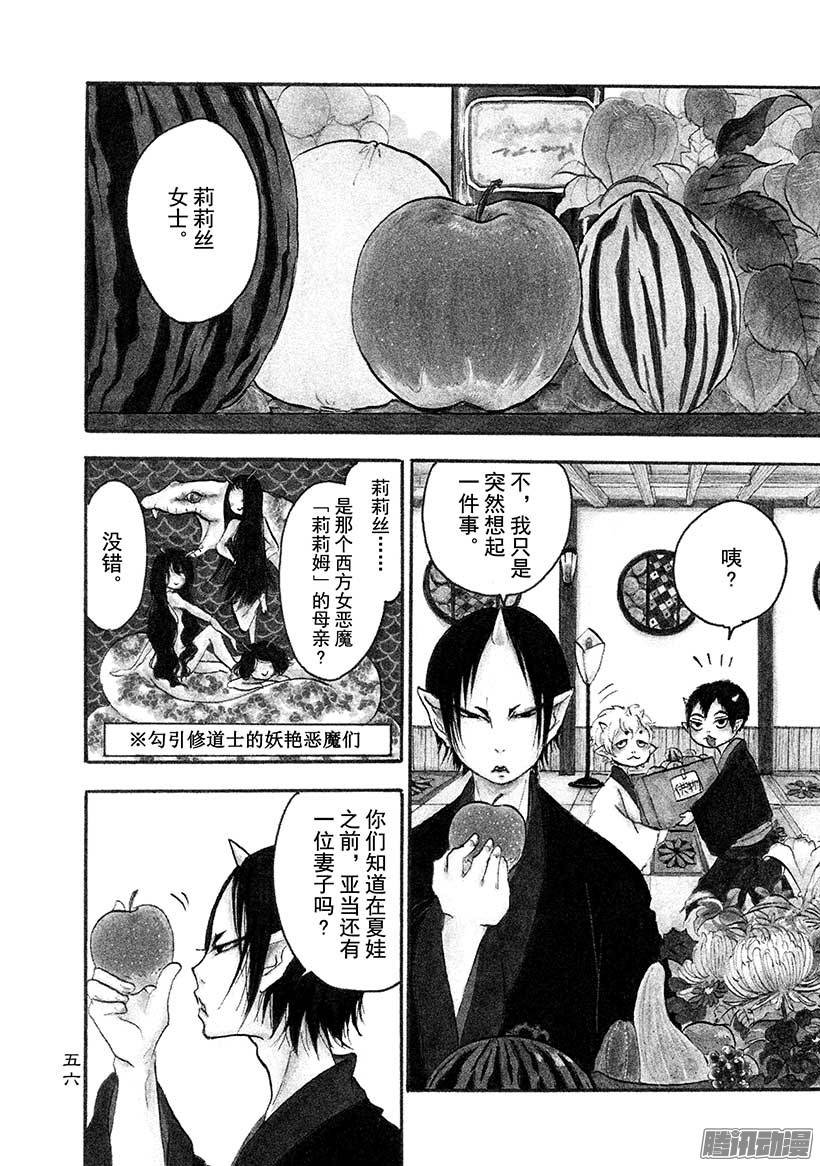 莉莉丝
女士。
咦?
不，我只是
突然想起
一件事。
莉莉丝……
是那个西方女恶魔
「莉莉姆」的母亲?
没错。
※勾引修道士的妖艳恶魔们
供物
你们知道在夏娃
之前，亚当还有
一位妻子吗?
五六
腾讯动漫